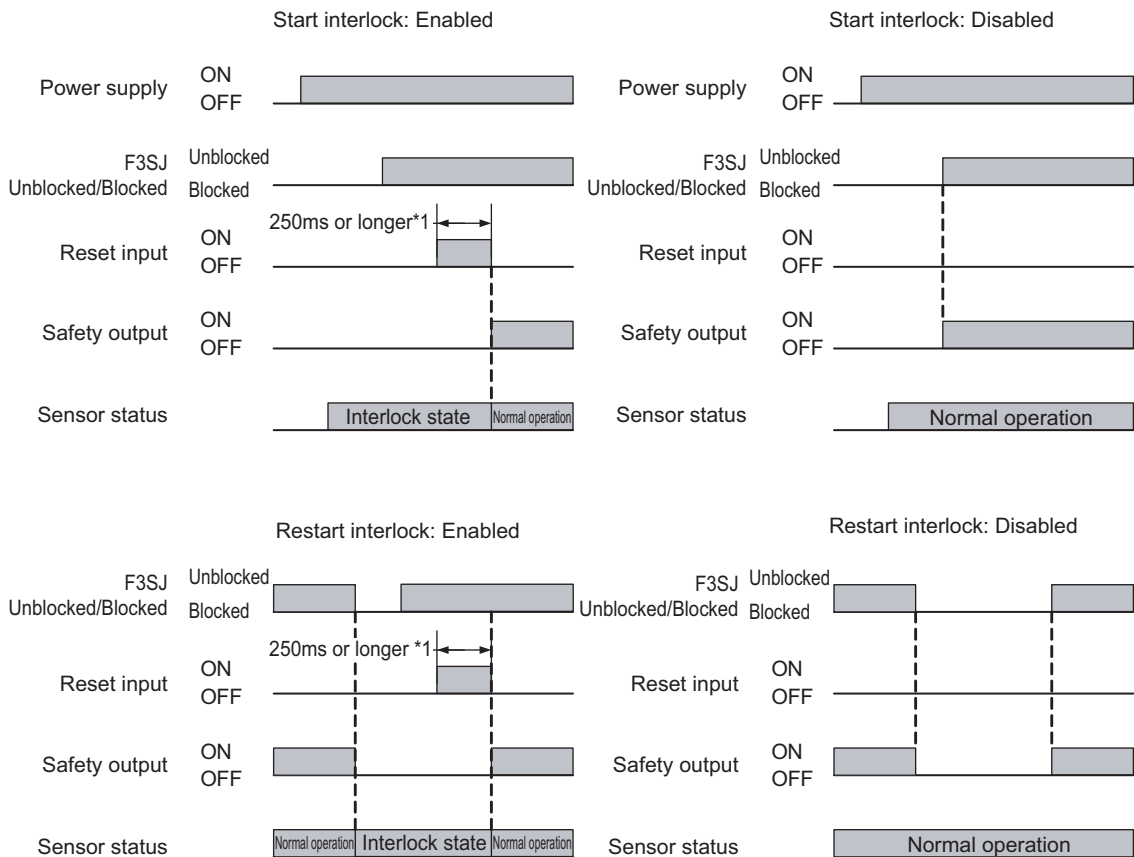 Start interlock: Enabled
Power supply
ON
OFF
F3SJ
Unblocked/Blocked
Unblocked
Blocked
250ms or longer*1
Reset input
ON
OFF
Safety output
ON
OFF
Sensor status
Interlock state
Normal operation
Start interlock: Disabled
Power supply
ON
OFF
F3SJ
Unblocked/Blocked
Unblocked
Blocked
Reset input
ON
OFF
Safety output
ON
OFF
Sensor status
Normal operation
Restart interlock: Enabled
F3SJ
Unblocked/Blocked
Unblocked
Blocked
250ms or longer *1
Reset input
ON
OFF
Safety output
ON
OFF
Sensor status
Normal operation
Interlock state
Normal operation
Restart interlock: Disabled
F3SJ
Unblocked/Blocked
Unblocked
Blocked
Reset input
ON
OFF
Safety output
ON
OFF
Sensor status
Normal operation